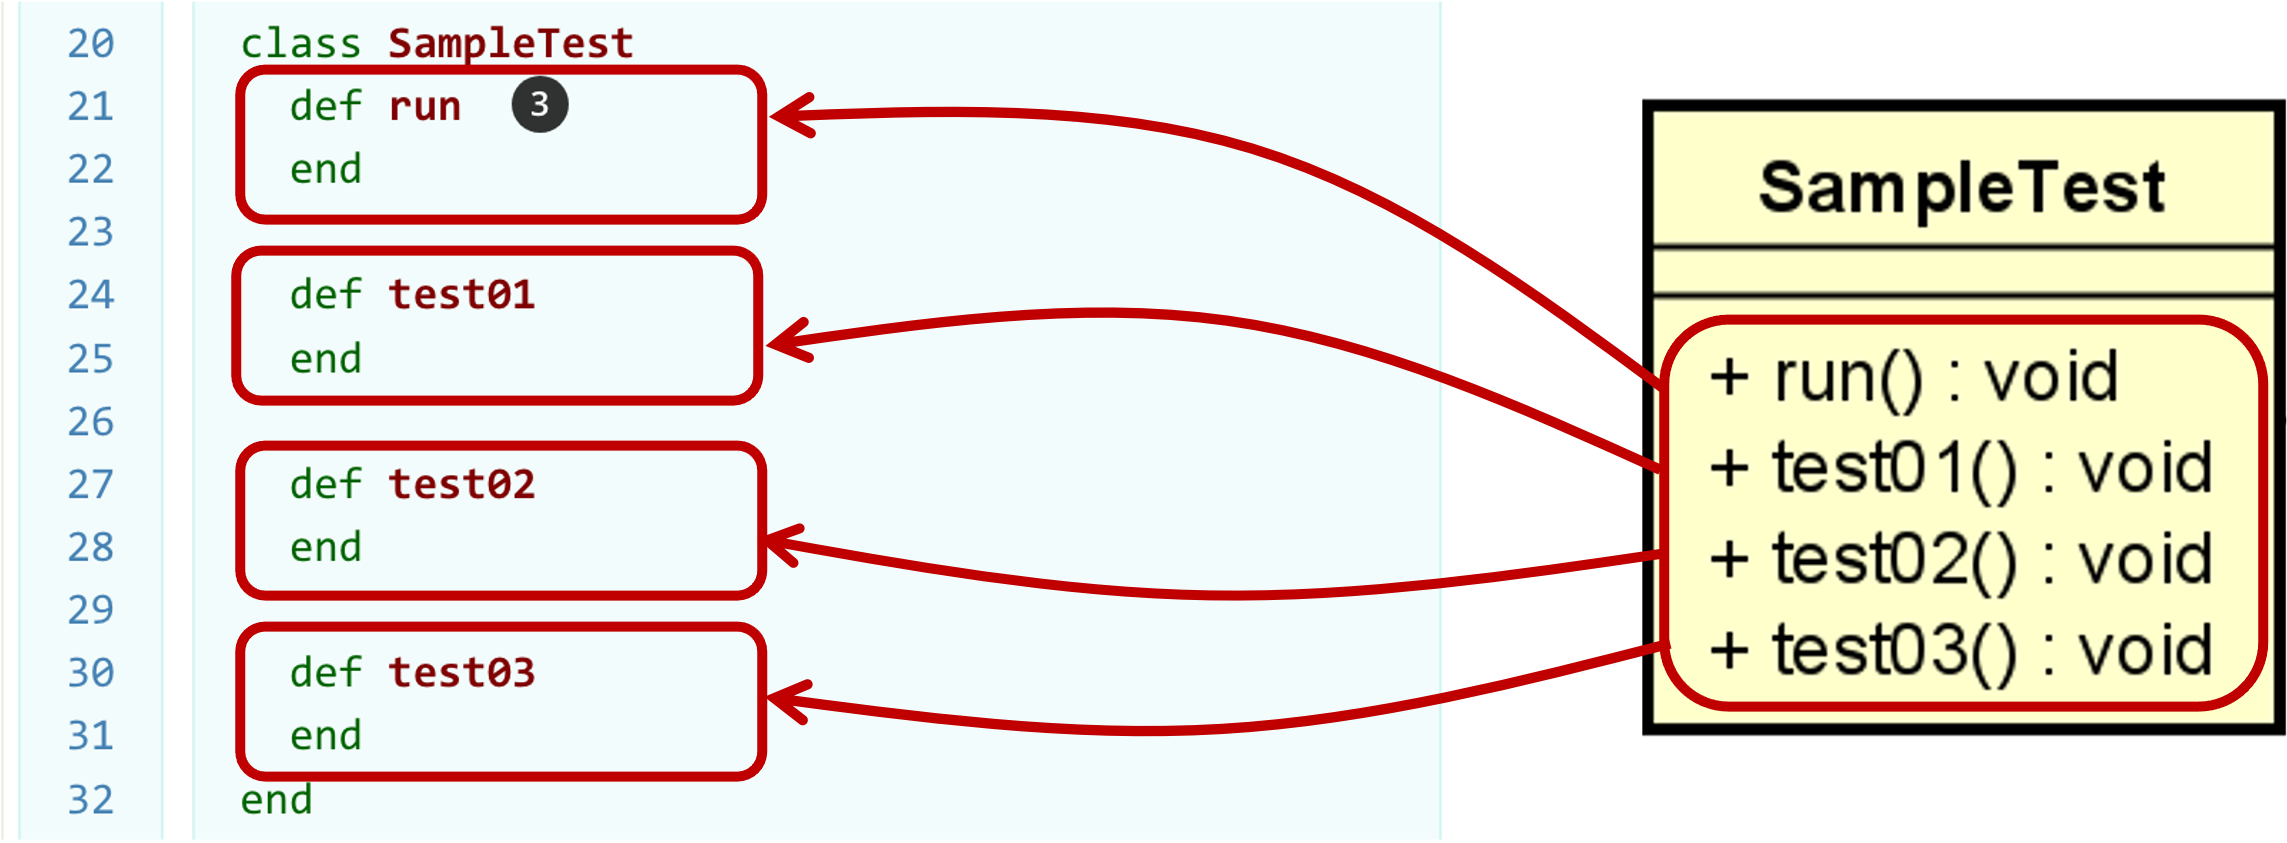 20 class SampleTest
21 def run 3
22 end
23
24 def test01
25 end
26
27 def test02
28 end
29
30 def test03
31 end
32 end
SampleTest
+ run() : void
+ test01() : void
+ test02() : void
+ test03() : void